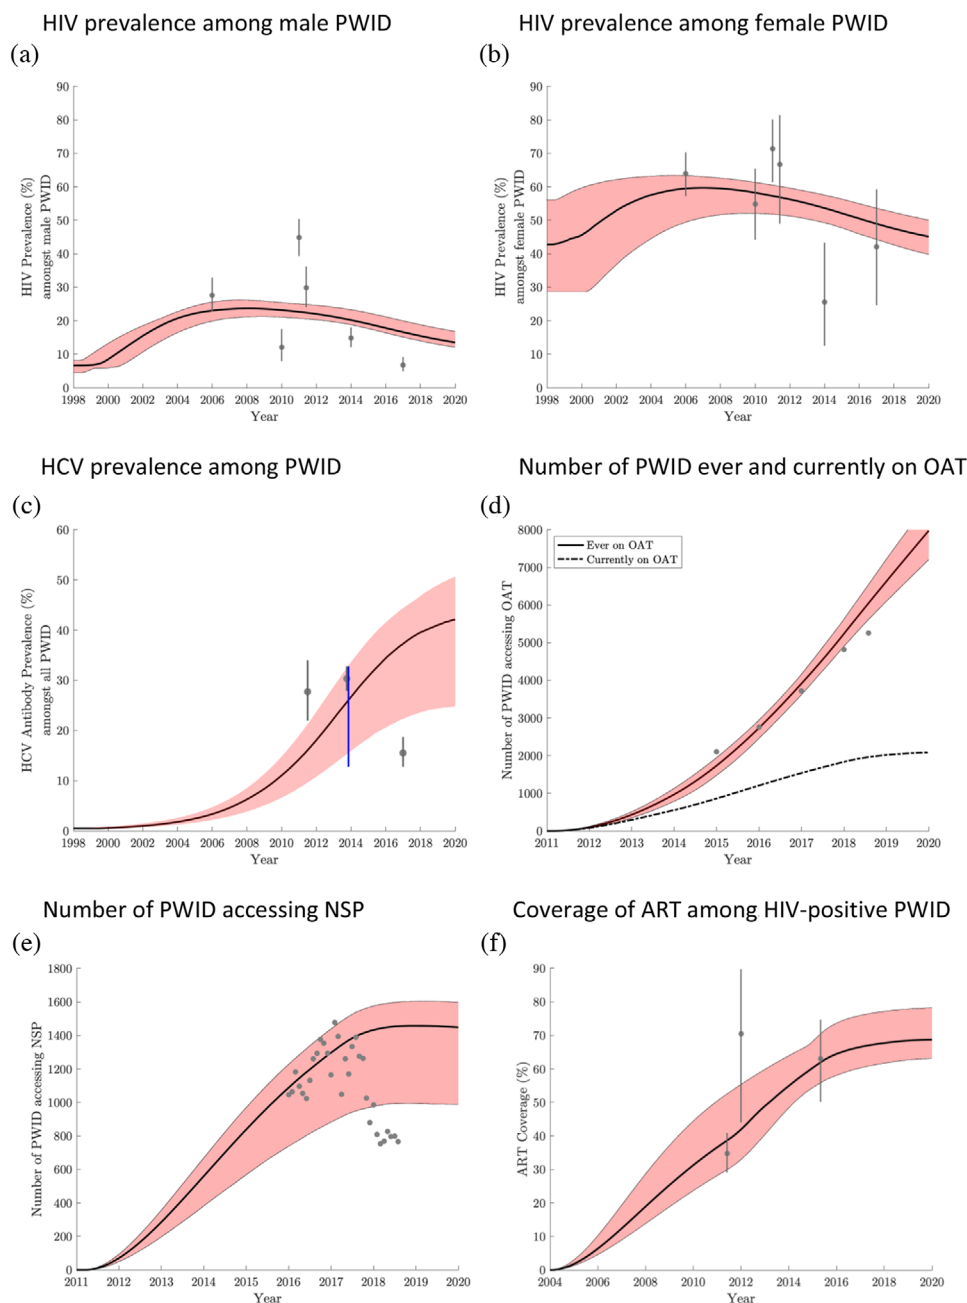 HIV prevalence among male PWID
(a)
HIV Prevalence (%)
amongst male PWID
90
80
70
60
50
40
30
20
10
0
1998 2000 2002 2004 2006 2008 2010 2012 2014 2016 2018 2020
Year
HIV prevalence among female PWID
(b)
HIV Prevalence (%)
amongst female PWID
90
80
70
60
50
40
30
20
10
0
1998 2000 2002 2004 2006 2008 2010 2012 2014 2016 2018 2020
Year
HCV prevalence among PWID
(c)
HCV Antibody Prevalence (%)
amongst all PWID
60
50
40
30
20
10
0
1998 2000 2002 2004 2006 2008 2010 2012 2014 2016 2018 2020
Year
Number of PWID ever and currently on OAT
(d)
Number of PWID accessing OAT
8000
7000
6000
5000
4000
3000
2000
1000
0
Ever on OAT
Currently on OAT
2011 2012 2013 2014 2015 2016 2017 2018 2019 2020
Year
Number of PWID accessing NSP
(e)
Number of PWID accessing NSP
1800
1600
1400
1200
1000
800
600
400
200
0
2011 2012 2013 2014 2015 2016 2017 2018 2019 2020
Year
Coverage of ART among HIV-positive PWID
(f)
ART Coverage (%)
90
80
70
60
50
40
30
20
10
0
2004 2006 2008 2010 2012 2014 2016 2018 2020
Year